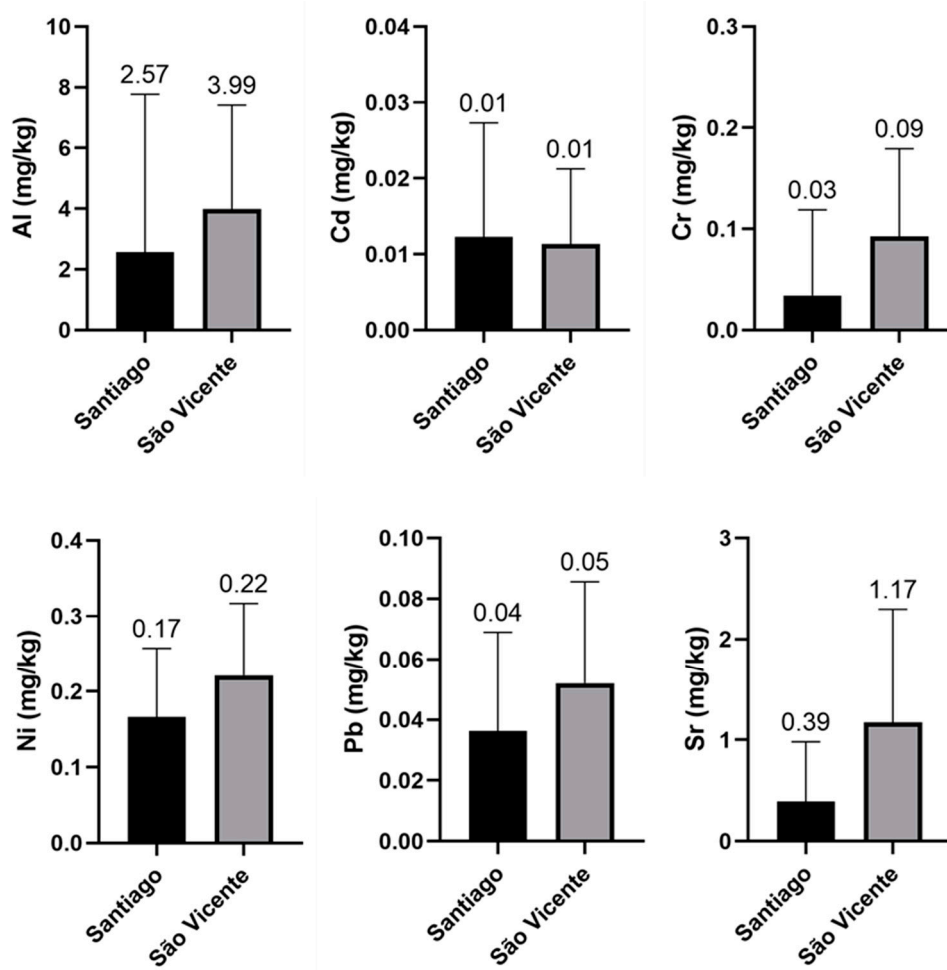 Al (mg/kg)
10
8
6
4
2
0
2.57
3.99
Santiago
São Vicente
Cd (mg/kg)
0.04
0.03
0.02
0.01
0.00
0.01
0.01
Santiago
São Vicente
Cr (mg/kg)
0.3
0.2
0.1
0.0
0.03
0.09
Santiago
São Vicente
Ni (mg/kg)
0.4
0.3
0.2
0.1
0.0
0.17
0.22
Santiago
São Vicente
Pb (mg/kg)
0.10
0.08
0.06
0.04
0.02
0.00
0.04
0.05
Santiago
São Vicente
Sr (mg/kg)
3
2
1
0
0.39
1.17
Santiago
São Vicente